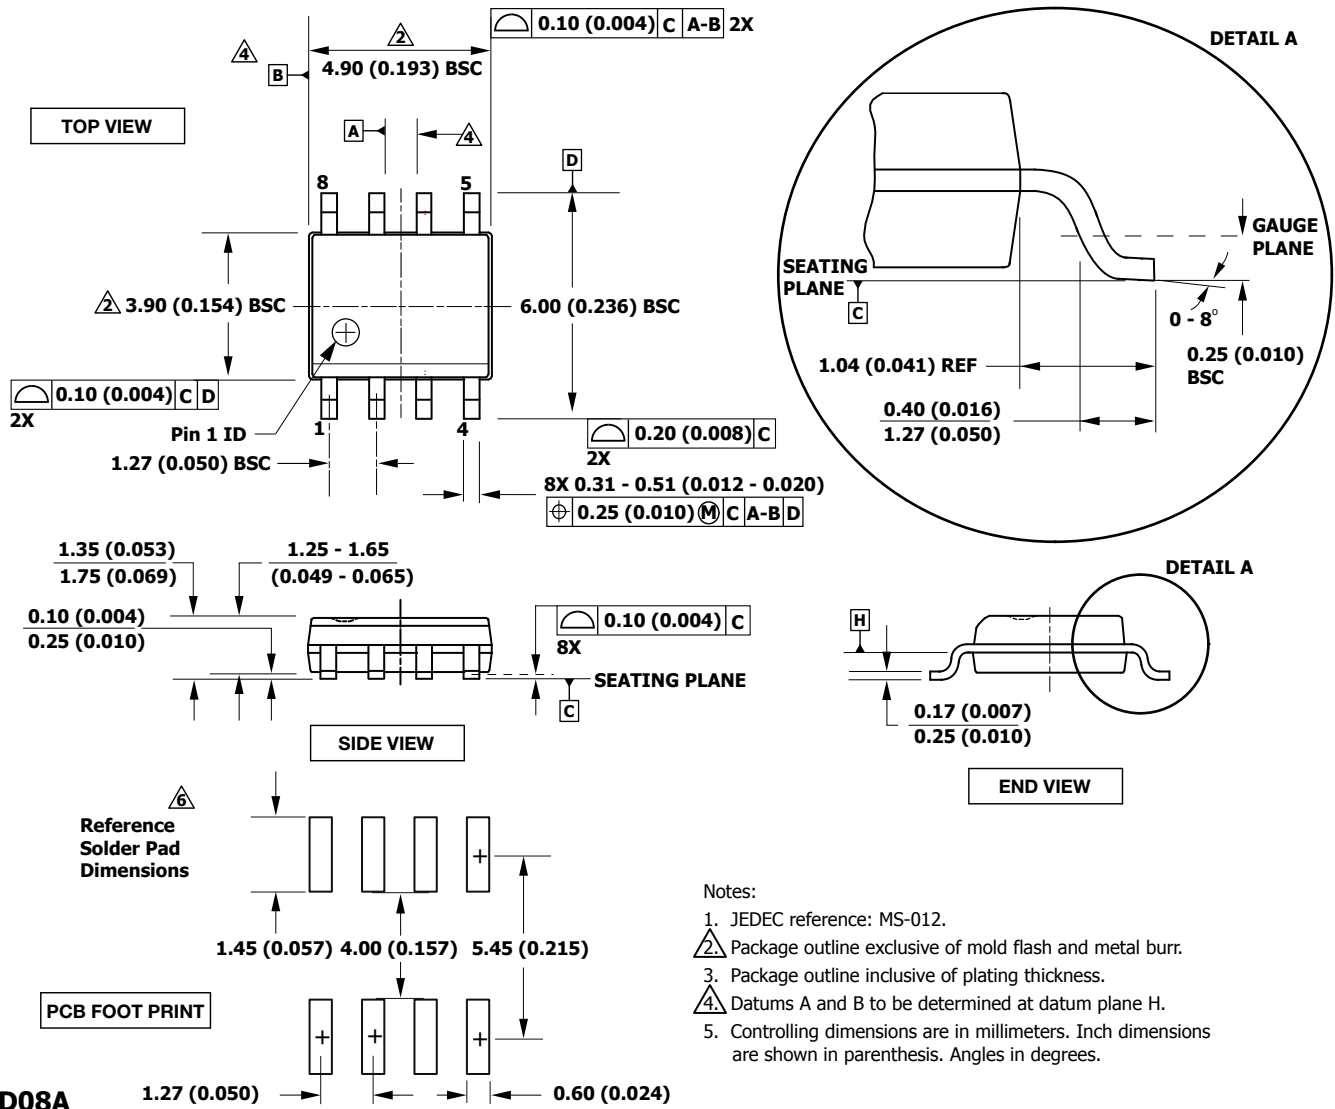 0.10 (0.004) C A-B 2X
DETAIL A
2
4
B
4.90 (0.193) BSC
TOP VIEW
A
4
D
8
5
GAUGE
PLANE
SEATING
PLANE
C
2 3.90 (0.154) BSC
6.00 (0.236) BSC
0 - 8°
0.25 (0.010)
BSC
1.04 (0.041) REF
0.10 (0.004) C D
2X
0.40 (0.016)
1.27 (0.050)
Pin 1 ID
1
4
0.20 (0.008) C
2X
1.27 (0.050) BSC
8X 0.31 - 0.51 (0.012 - 0.020)
⌖ 0.25 (0.010) Ⓜ C A-B D
1.35 (0.053)
1.75 (0.069)
1.25 - 1.65
(0.049 - 0.065)
DETAIL A
0.10 (0.004)
0.25 (0.010)
0.10 (0.004) C
8X
H
SEATING PLANE
C
0.17 (0.007)
0.25 (0.010)
SIDE VIEW
END VIEW
6
Reference
Solder Pad
Dimensions
1.45 (0.057) 4.00 (0.157) 5.45 (0.215)
PCB FOOT PRINT
1.27 (0.050)
0.60 (0.024)
Notes:
1. JEDEC reference: MS-012.
2. Package outline exclusive of mold flash and metal burr.
3. Package outline inclusive of plating thickness.
4. Datums A and B to be determined at datum plane H.
5. Controlling dimensions are in millimeters. Inch dimensions
are shown in parenthesis. Angles in degrees.
D08A